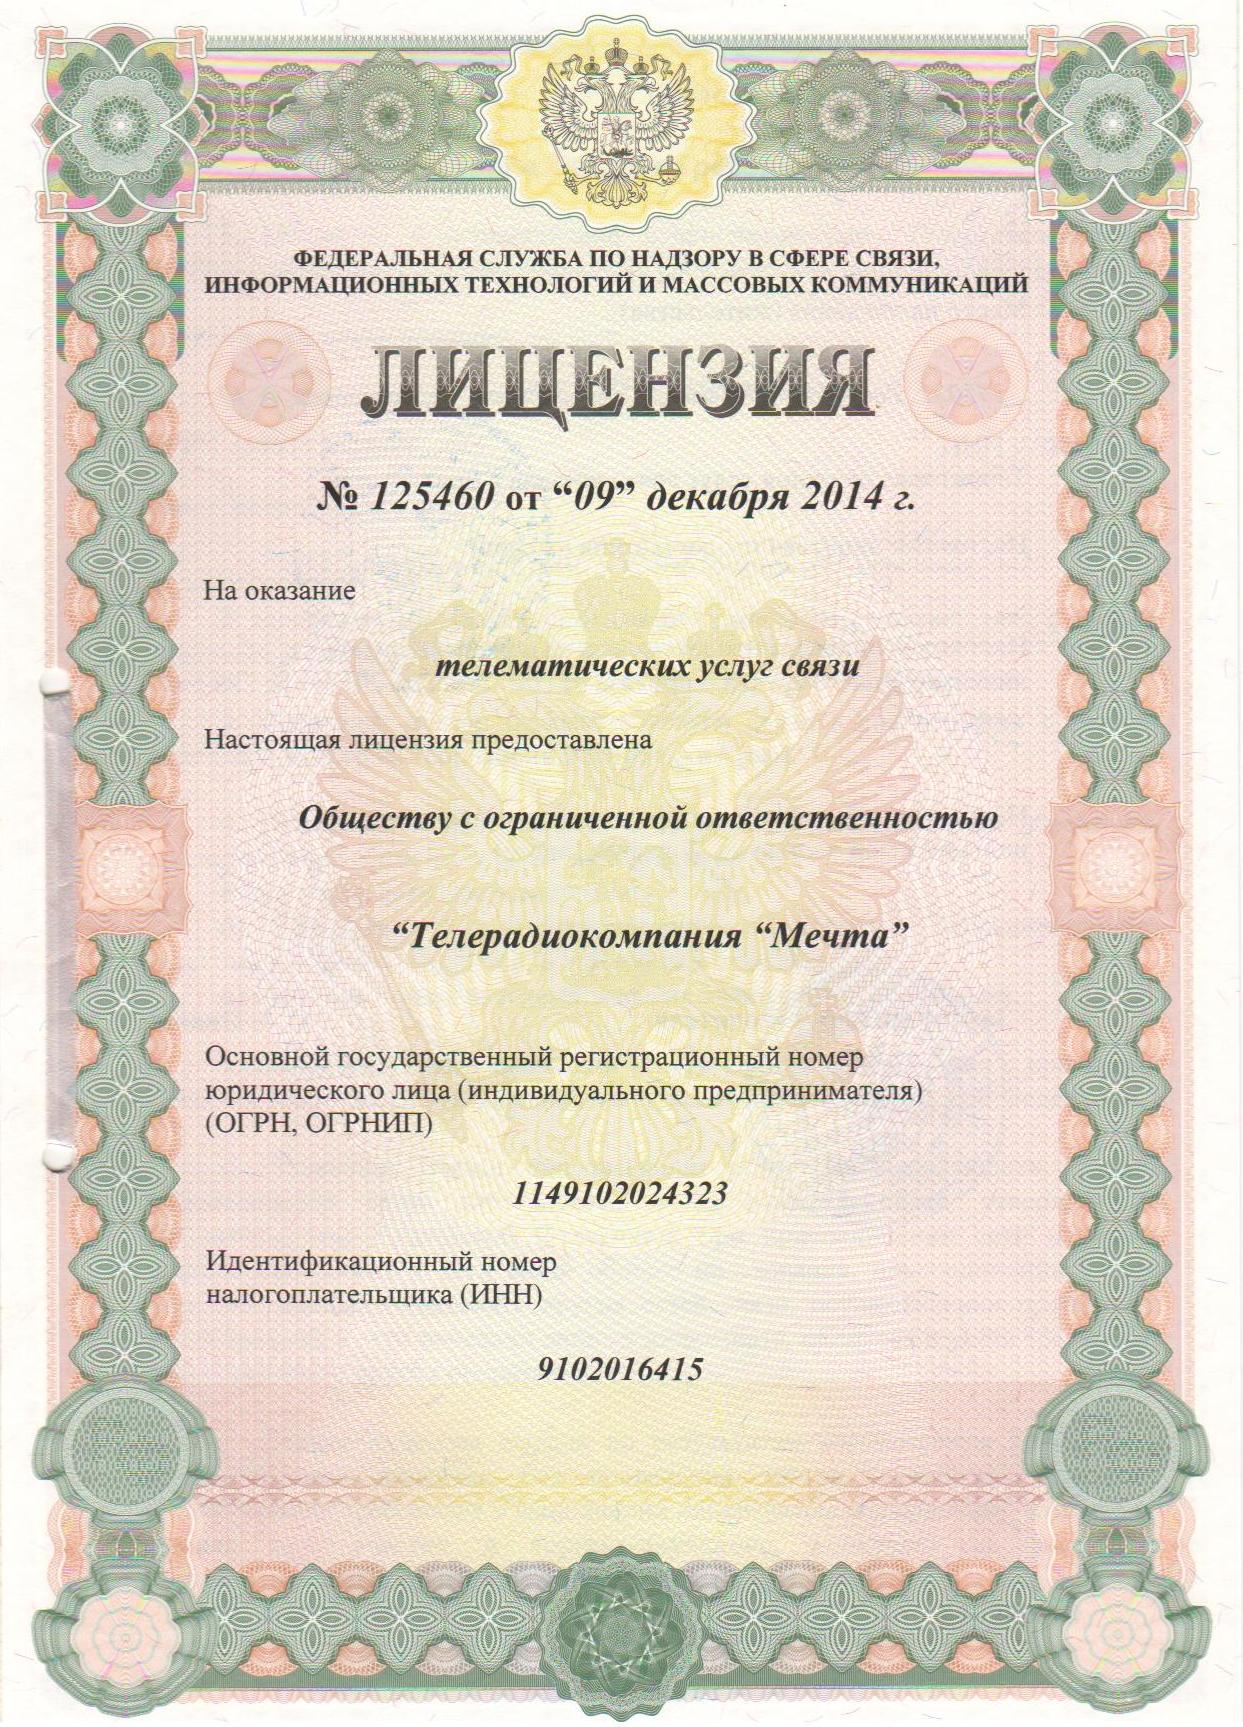 ФЕДЕРАЛЬНАЯ СЛУЖБА ПО НАДЗОРУ В СФЕРЕ СВЯЗИ,
ИНФОРМАЦИОННЫХ ТЕХНОЛОГИЙ И МАССОВЫХ КОММУНИКАЦИЙ
ЛИЦЕНЗИЯ
№ 125460 от “09” декабря 2014 г.
На оказание
телематических услуг связи
Настоящая лицензия предоставлена
Обществу с ограниченной ответственностью
“Телерадиокомпания “Мечта”
Основной государственный регистрационный номер
юридического лица (индивидуального предпринимателя)
(ОГРН, ОГРНИП)
1149102024323
Идентификационный номер
налогоплательщика (ИНН)
9102016415